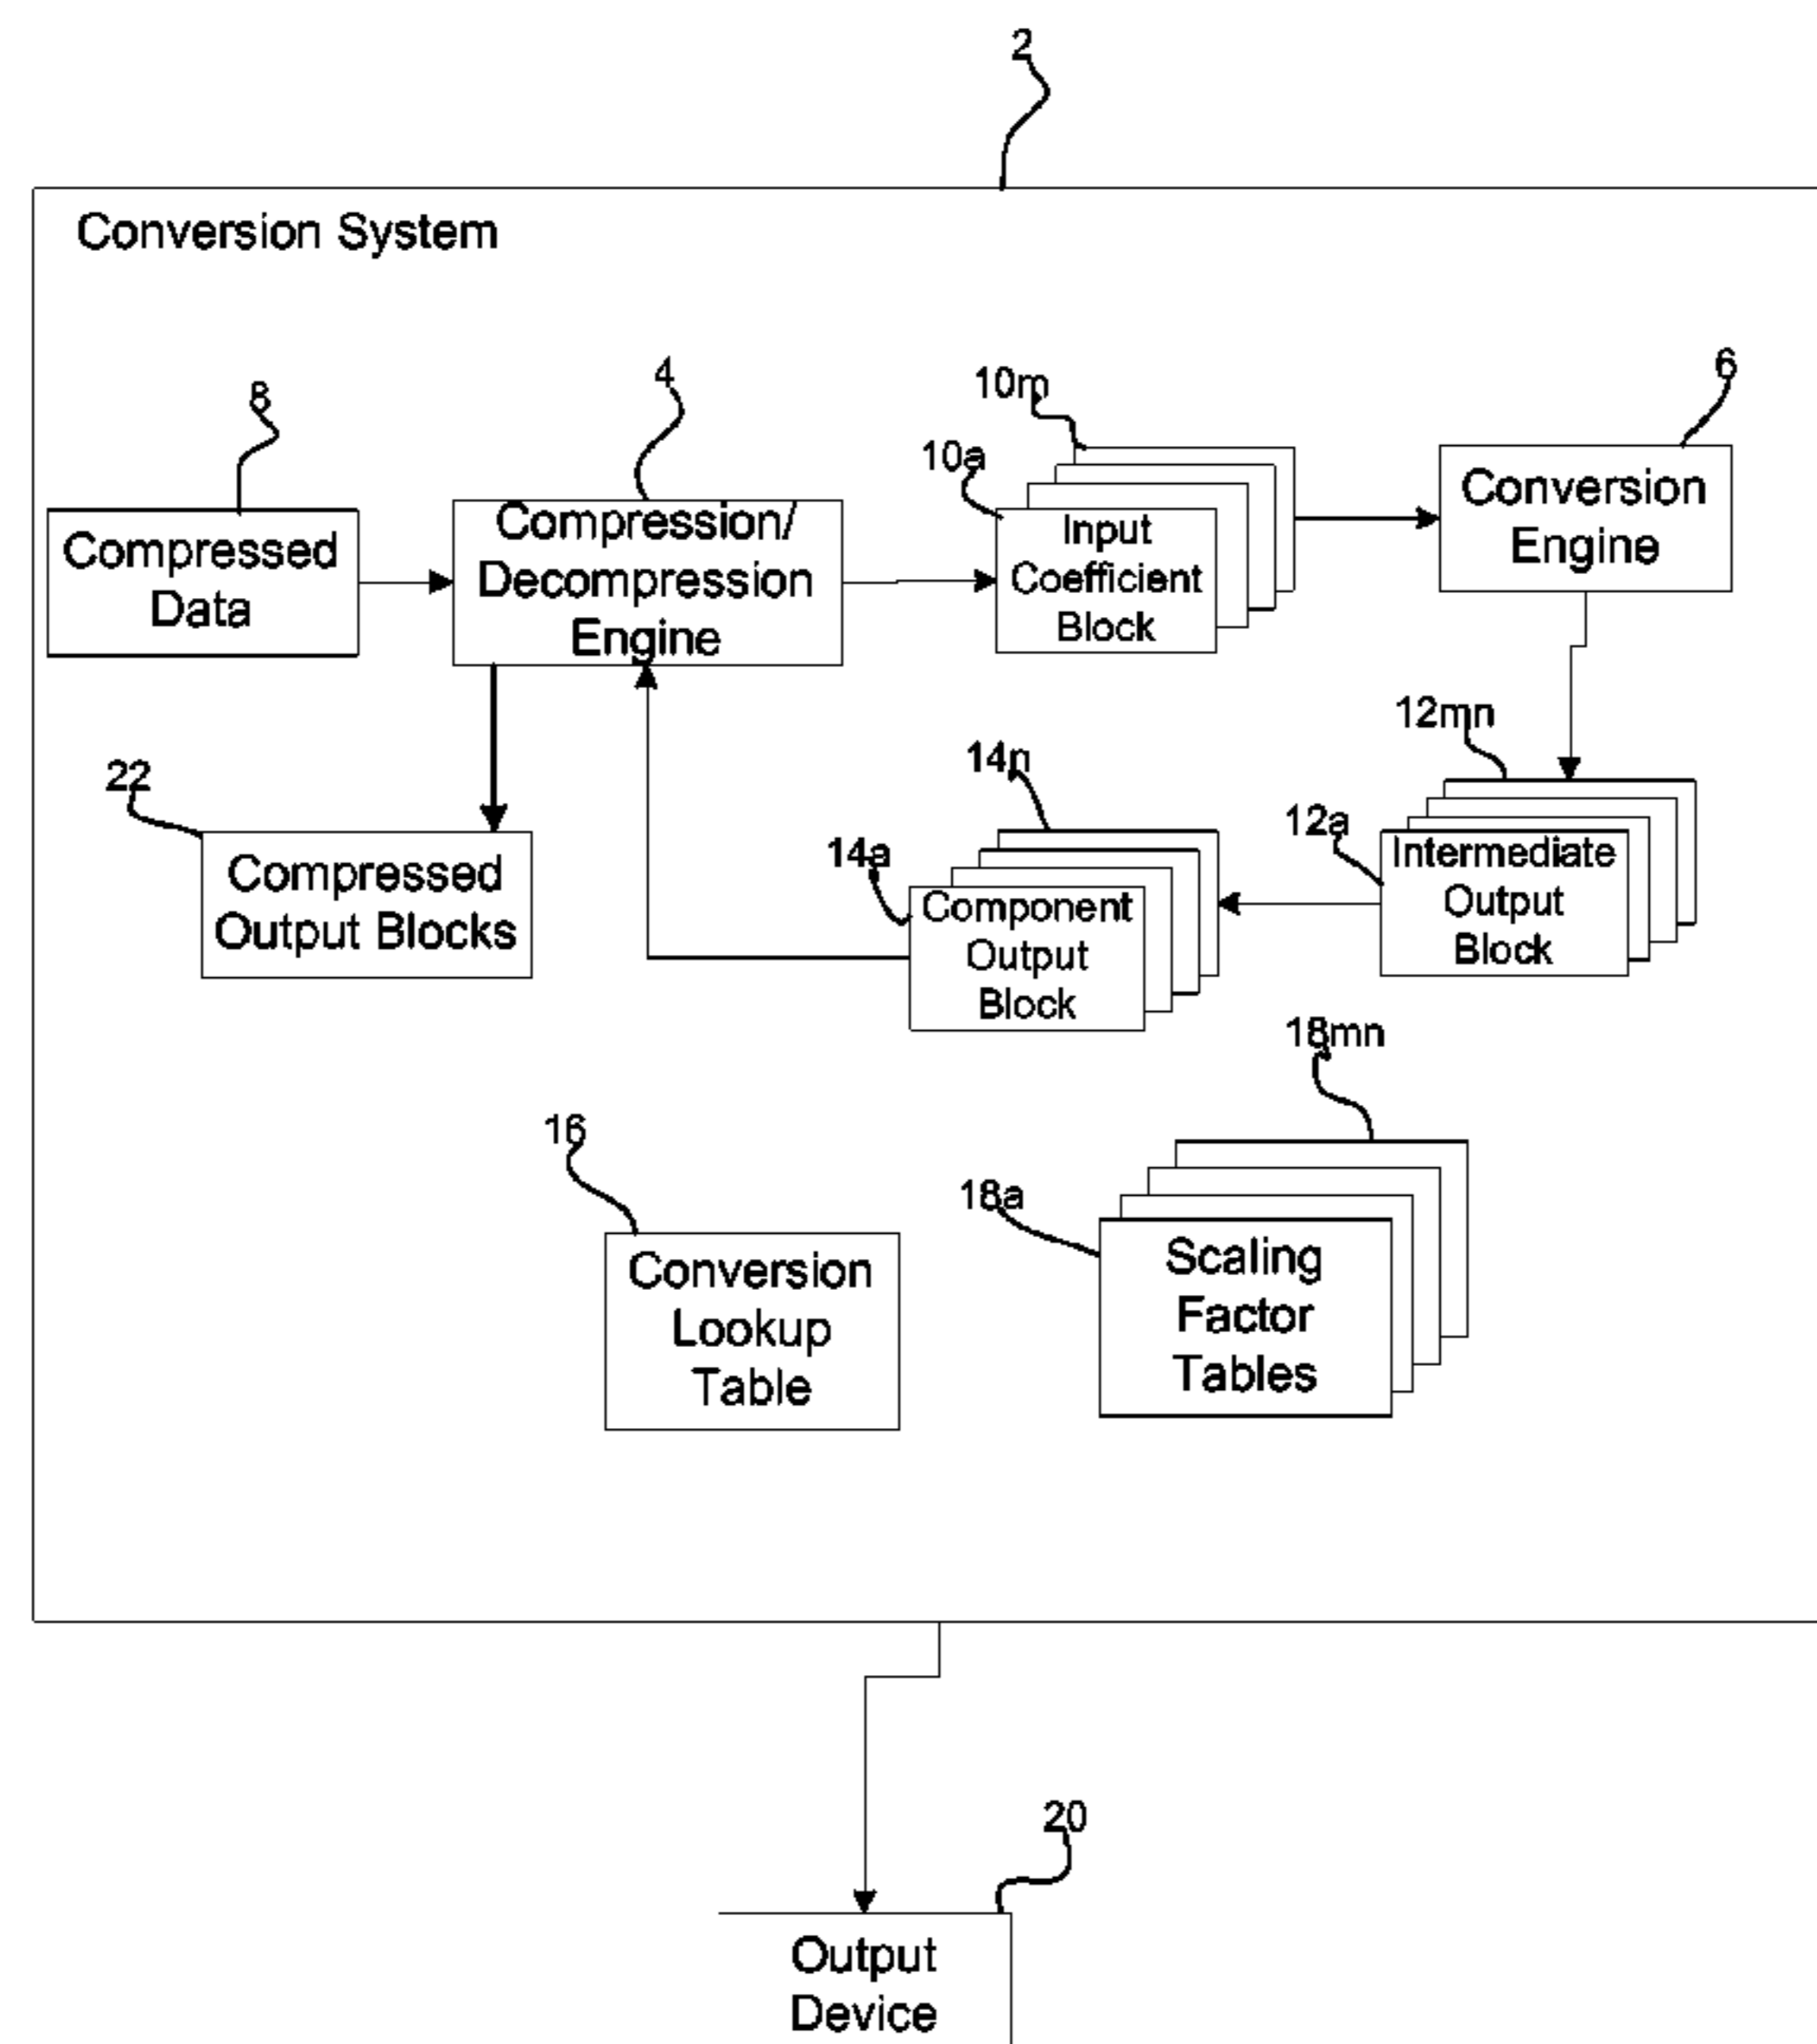 2
Conversion System
8
4
10m
10a
6
Compressed
Data
Compression/
Decompression
Engine
Input
Coefficient
Block
Conversion
Engine
22
14n
14a
12mn
12a
Compressed
Output Blocks
Component
Output
Block
Intermediate
Output
Block
16
18mn
18a
Conversion
Lookup
Table
Scaling
Factor
Tables
20
Output
Device